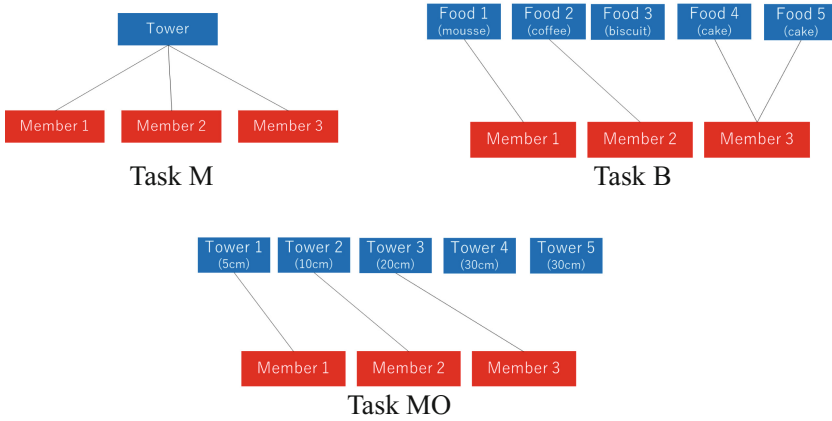 Tower
Member 1 Member 2 Member 3
Task M
Food 1 Food 2 Food 3 Food 4 Food 5
(mousse) (coffee) (biscuit) (cake) (cake)
Member 1 Member 2 Member 3
Task B
Tower 1 Tower 2 Tower 3 Tower 4 Tower 5
(5cm) (10cm) (20cm) (30cm) (30cm)
Member 1 Member 2 Member 3
Task MO